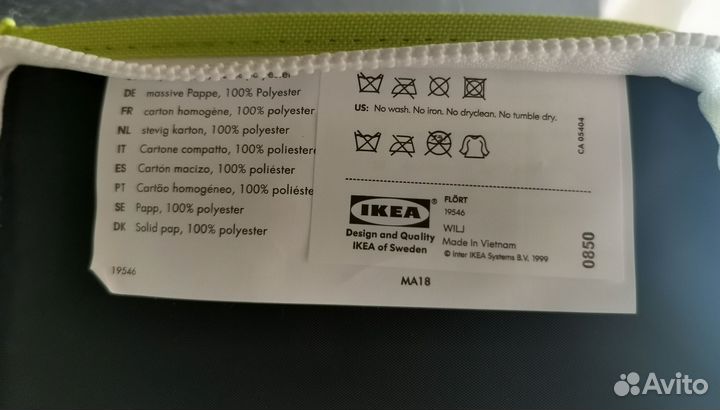 DE massive Pappe, 100% Polyester
FR carton homogène, 100% polyester
NL stevig karton, 100% polyester
IT Cartone compatto, 100% poliestere
ES Cartón macizo, 100% poliéster
PT Cartão homogéneo, 100% poliéste
SE Papp, 100% polyester
DK Solid pap, 100% polyester
19546
US: No wash. No iron. No dryclean. No tumble dry.
CA 05404
IKEA
Design and Quality
IKEA of Sweden
FLÖRT
19546
WILJ
Made in Vietnam
© Inter IKEA Systems B.V. 1999
0850
MA18
Avito